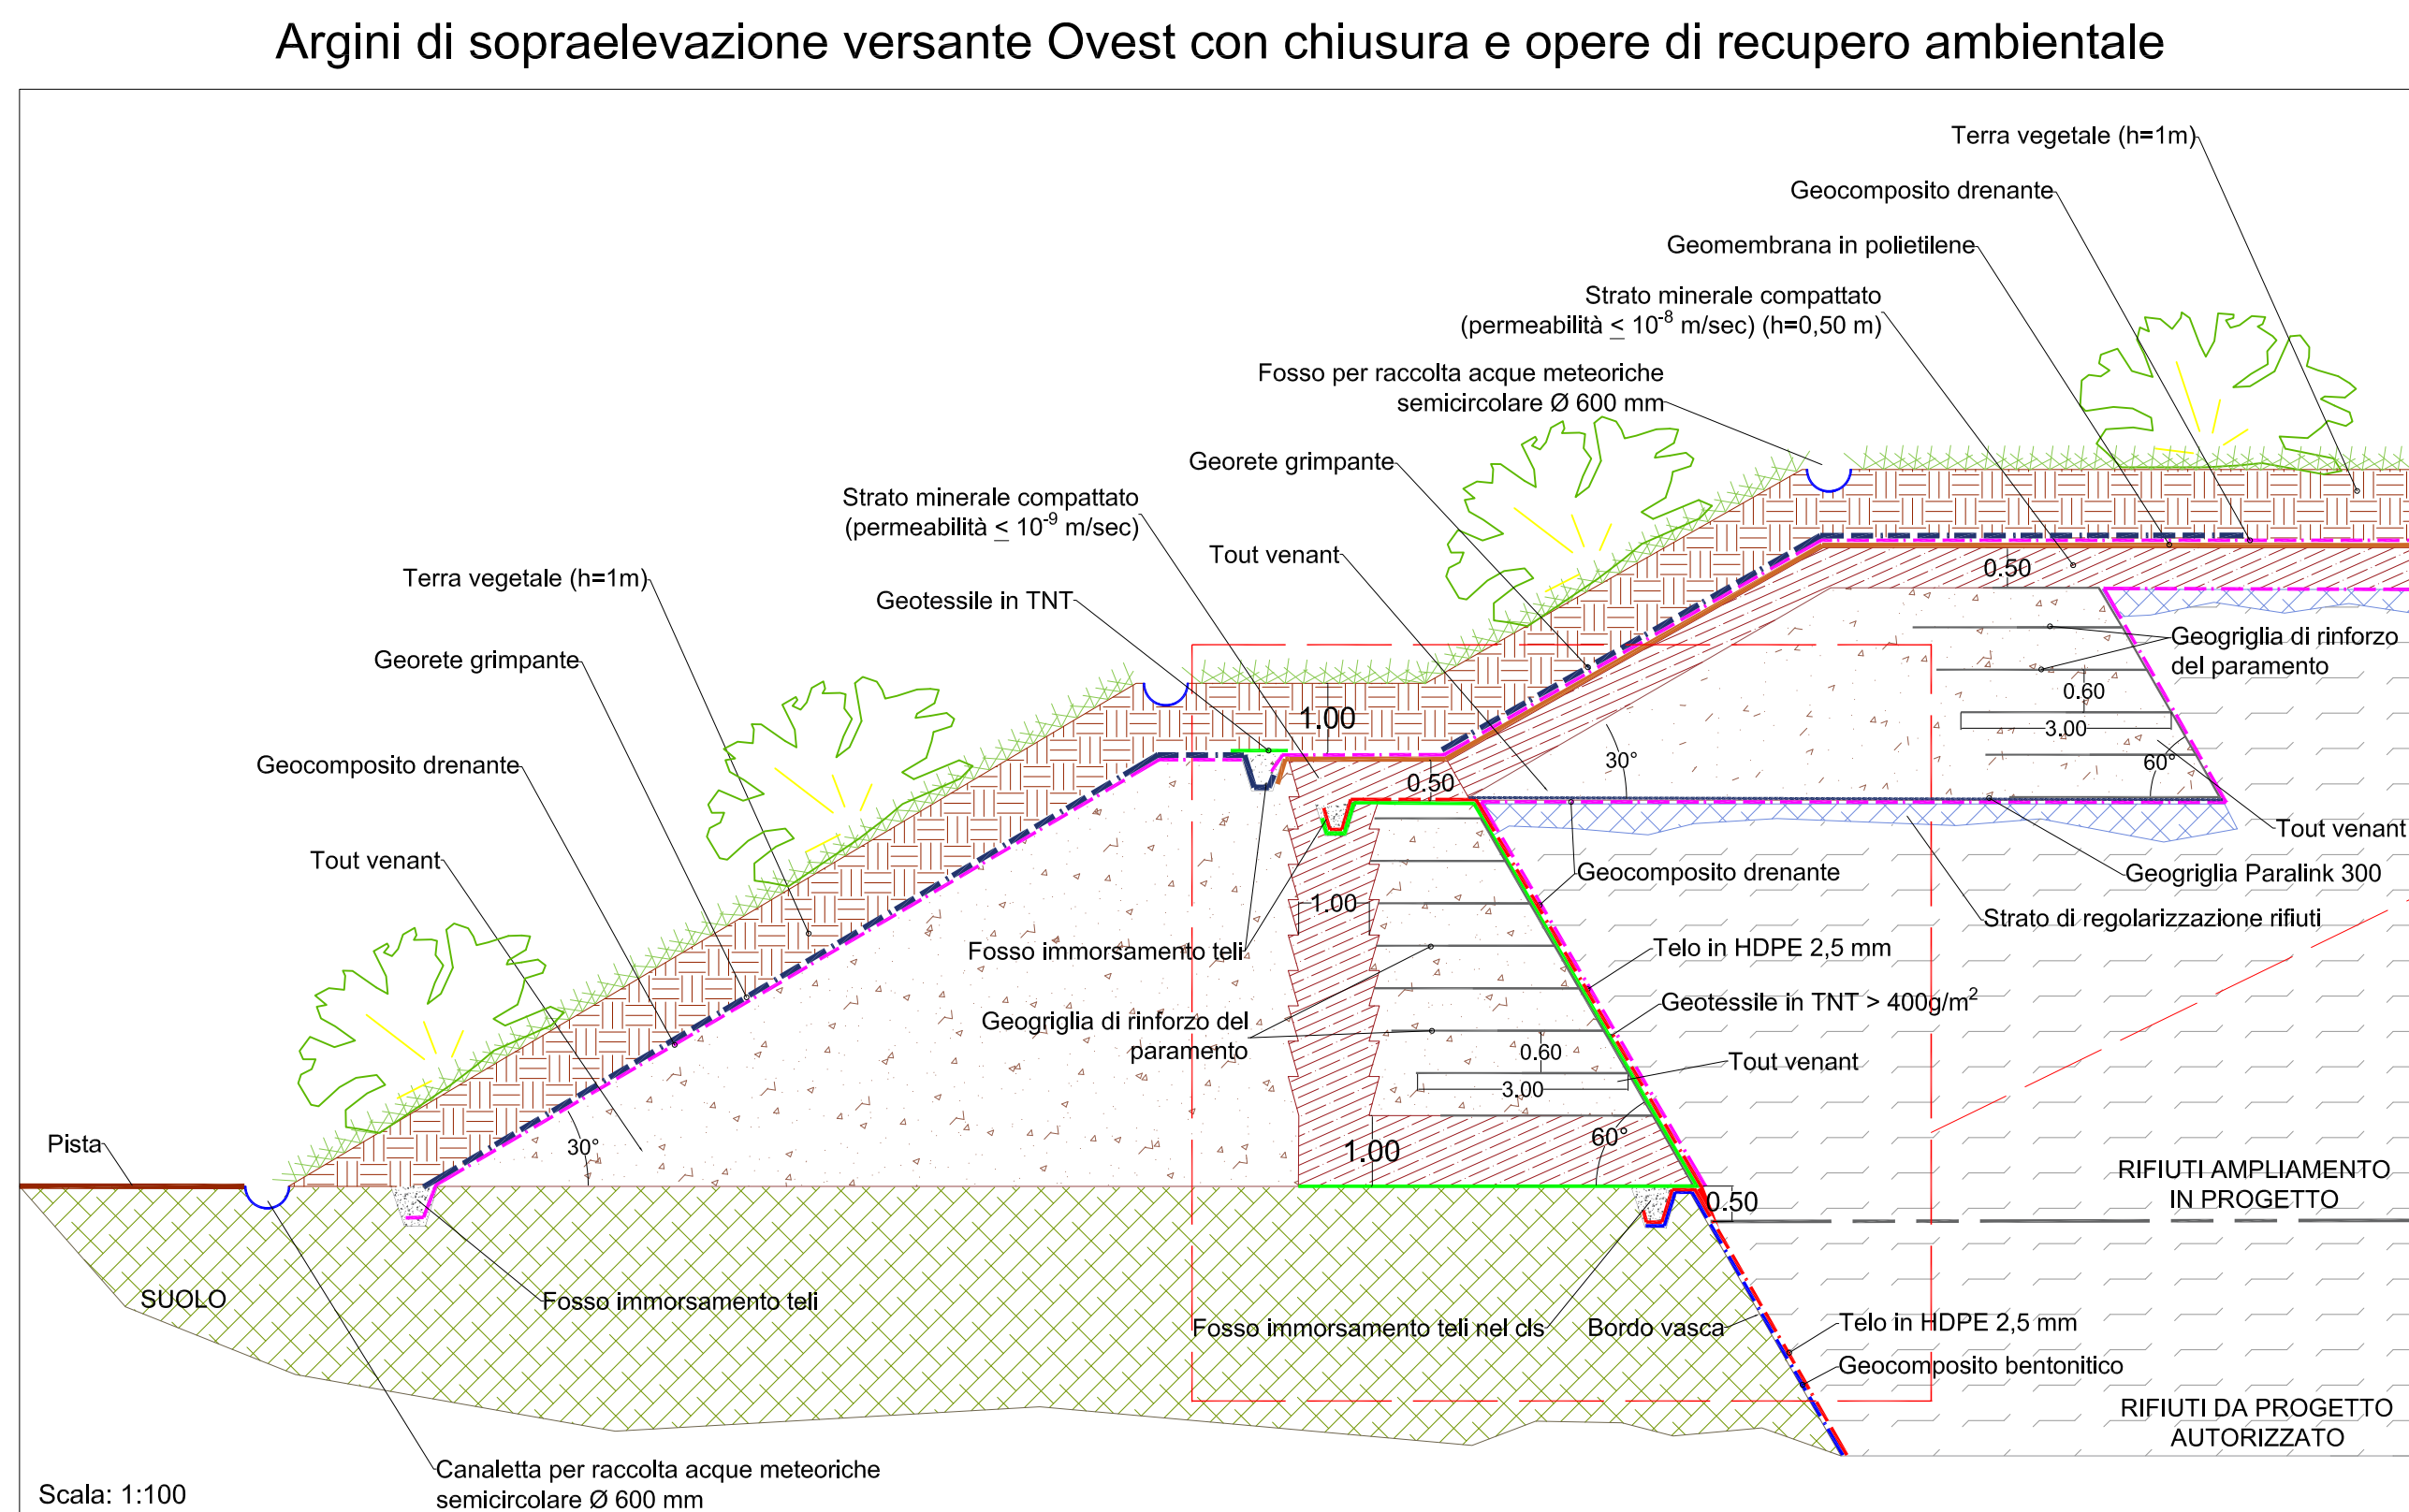 Argini di sopraelevazione versante Ovest con chiusura e opere di recupero ambientale
Terra vegetale (h=1m)
Geocomposito drenante
Geomembrana in polietilene
Strato minerale compattato
(permeabilità ≤ 10⁻⁸ m/sec) (h=0,50 m)
Fosso per raccolta acque meteoriche
semicircolare Ø 600 mm
Georete grimpante
Strato minerale compattato
(permeabilità ≤ 10⁻⁹ m/sec)
Tout venant
Terra vegetale (h=1m)
Geotessile in TNT
Georete grimpante
Geocomposito drenante
Tout venant
0.50
Geogriglia di rinforzo
del paramento
0.60
3.00
1.00
30°
60°
0.50
Tout venant
Geocomposito drenante
Geogriglia Paralink 300
1.00
Strato di regolarizzazione rifiuti
Fosso immorsamento teli
Telo in HDPE 2,5 mm
Geotessile in TNT > 400g/m²
Geogriglia di rinforzo del
paramento
0.60
Tout venant
3.00
Pista
30°
1.00
60°
RIFIUTI AMPLIAMENTO
IN PROGETTO
0.50
SUOLO
Fosso immorsamento teli
Fosso immorsamento teli nel cls
Bordo vasca
Telo in HDPE 2,5 mm
Geocomposito bentonitico
RIFIUTI DA PROGETTO
AUTORIZZATO
Canaletta per raccolta acque meteoriche
semicircolare Ø 600 mm
Scala: 1:100